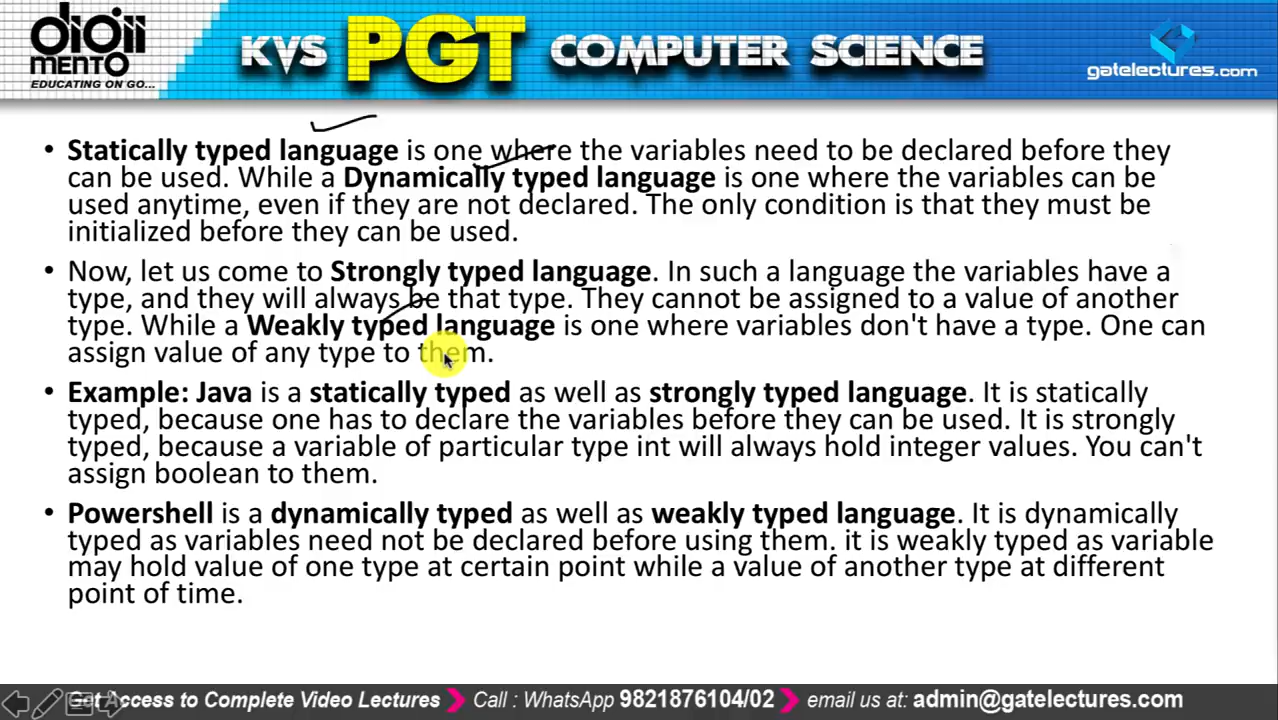 digii
MENTO
EDUCATING ON GO...
KVS PGT COMPUTER SCIENCE
gatelectures.com
• Statically typed language is one where the variables need to be declared before they
can be used. While a Dynamically typed language is one where the variables can be
used anytime, even if they are not declared. The only condition is that they must be
initialized before they can be used.
• Now, let us come to Strongly typed language. In such a language the variables have a
type, and they will always be that type. They cannot be assigned to a value of another
type. While a Weakly typed language is one where variables don't have a type. One can
assign value of any type to them.
• Example: Java is a statically typed as well as strongly typed language. It is statically
typed, because one has to declare the variables before they can be used. It is strongly
typed, because a variable of particular type int will always hold integer values. You can't
assign boolean to them.
• Powershell is a dynamically typed as well as weakly typed language. It is dynamically
typed as variables need not be declared before using them. it is weakly typed as variable
may hold value of one type at certain point while a value of another type at different
point of time.
Get Access to Complete Video Lectures Call : WhatsApp 9821876104/02 email us at: admin@gatelectures.com